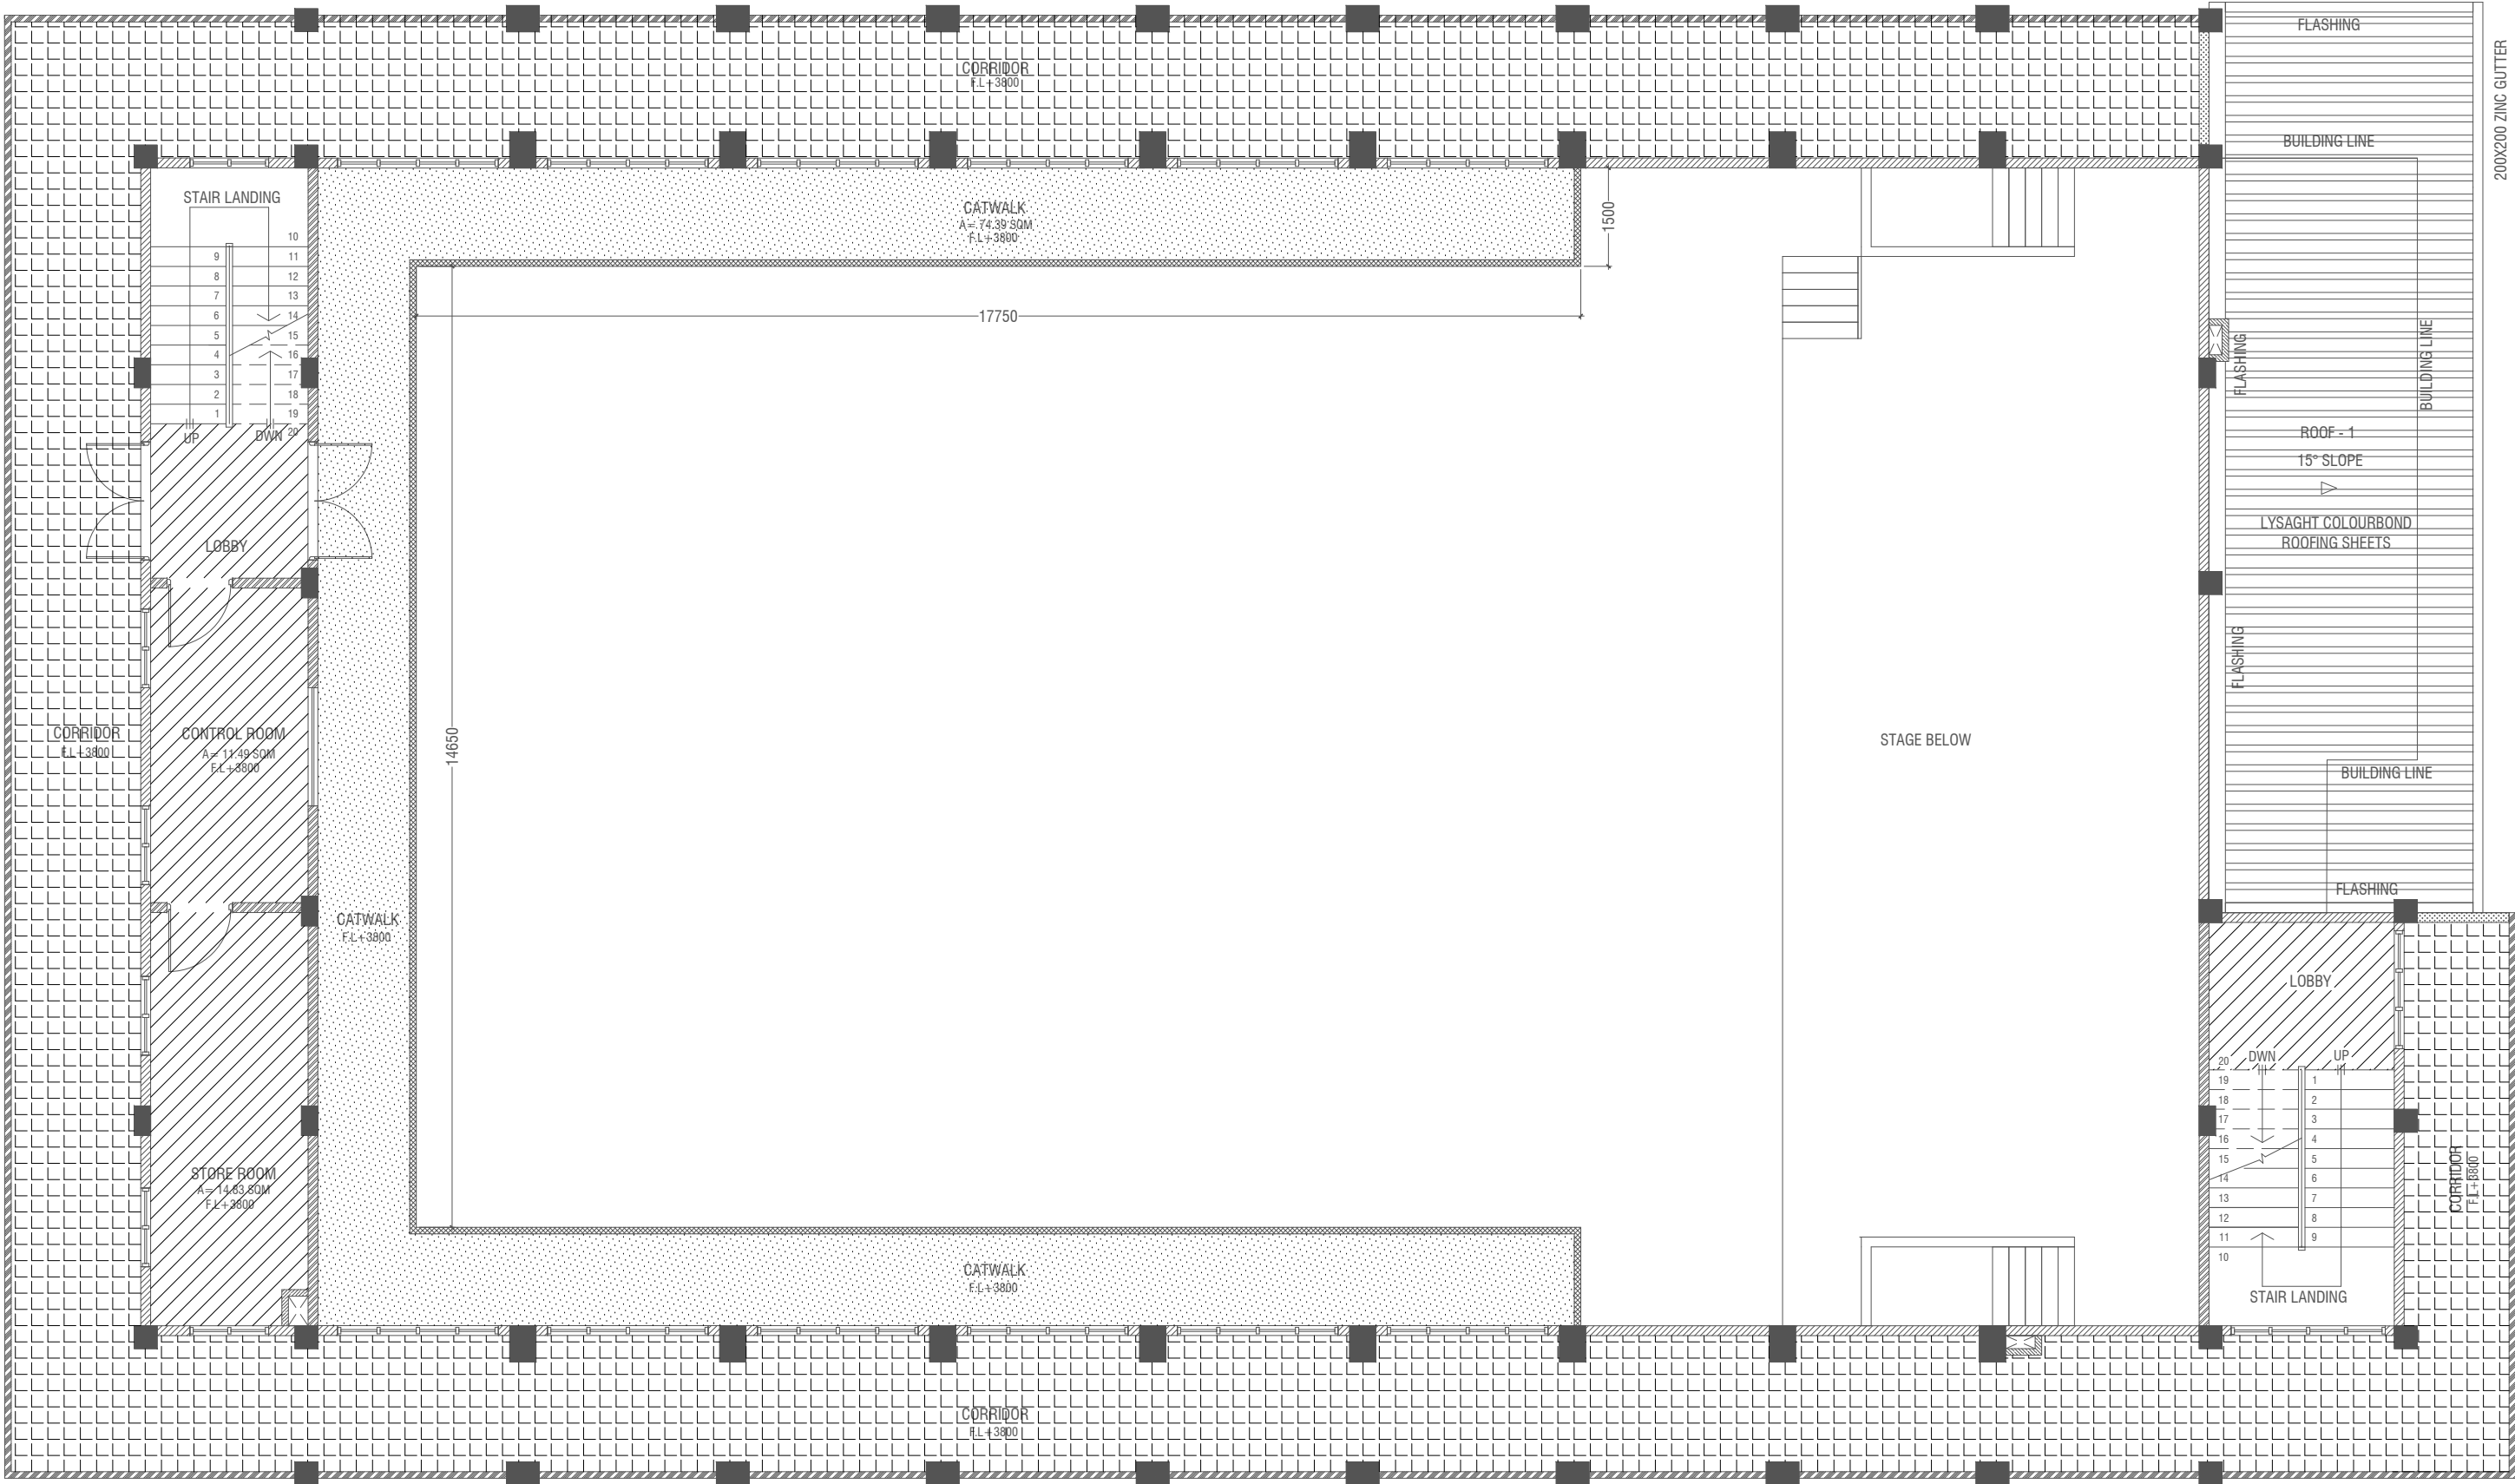 FLASHING
200X200 ZINC GUTTER
CORRIDOR
F.L+3800
BUILDING LINE
STAIR LANDING
CATWALK
A= 74.39 SQM
F.L+3800
1500
10
9
11
8
12
7
13
6
14
5
15
4
16
3
17
2
18
1
19
20
UP
DWN
17750
FLASHING
BUILDING LINE
ROOF - 1
15° SLOPE
LYSAGHT COLOURBOND
ROOFING SHEETS
LOBBY
FLASHING
CORRIDOR
F.L+3800
CONTROL ROOM
A= 11.49 SQM
F.L+3800
14650
STAGE BELOW
BUILDING LINE
FLASHING
CATWALK
F.L+3800
LOBBY
20
DWN
UP
19
1
18
2
17
3
16
4
15
5
14
6
13
7
12
8
11
9
10
STAIR LANDING
CORRIDOR
F.L+3800
STORE ROOM
A= 14.83 SQM
F.L+3800
CATWALK
F.L+3800
CORRIDOR
F.L+3800